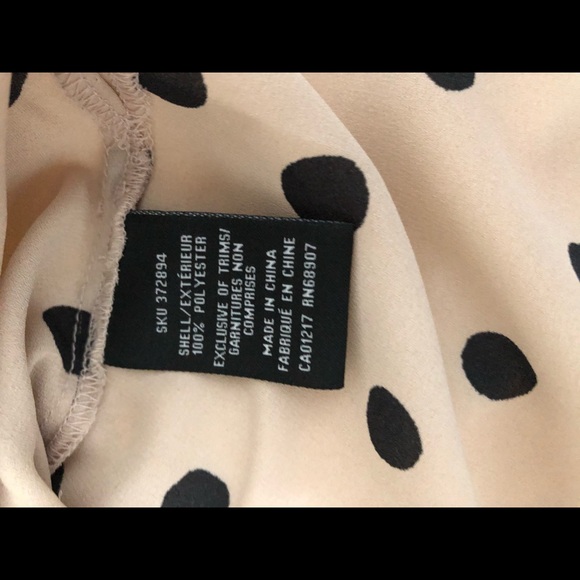 SKU 372894
SHELL/EXTÉRIEUR
100% POLYESTER
EXCLUSIVE OF TRIMS/
GARNITURES NON
COMPRISES
MADE IN CHINA
FABRIQUÉ EN CHINE
CA01217 RN68907